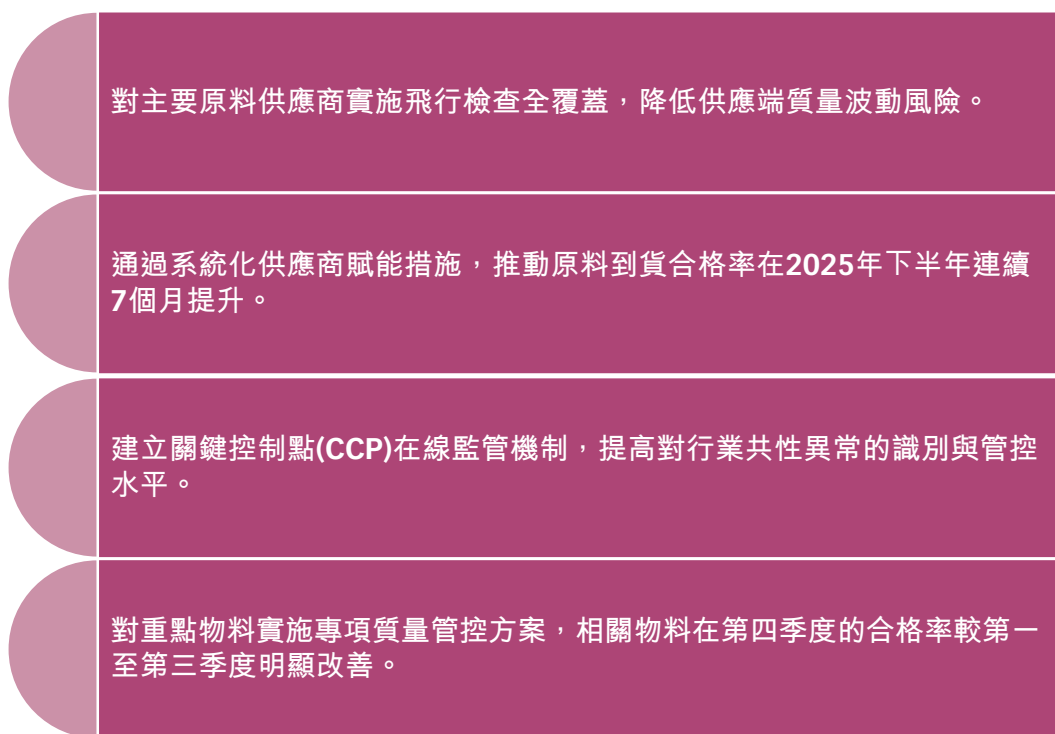 對主要原料供應商實施飛行檢查全覆蓋，降低供應端質量波動風險。
通過系統化供應商賦能措施，推動原料到貨合格率在2025年下半年連續
7個月提升。
建立關鍵控制點(CCP)在線監管機制，提高對行業共性異常的識別與管控
水平。
對重點物料實施專項質量管控方案，相關物料在第四季度的合格率較第一
至第三季度明顯改善。